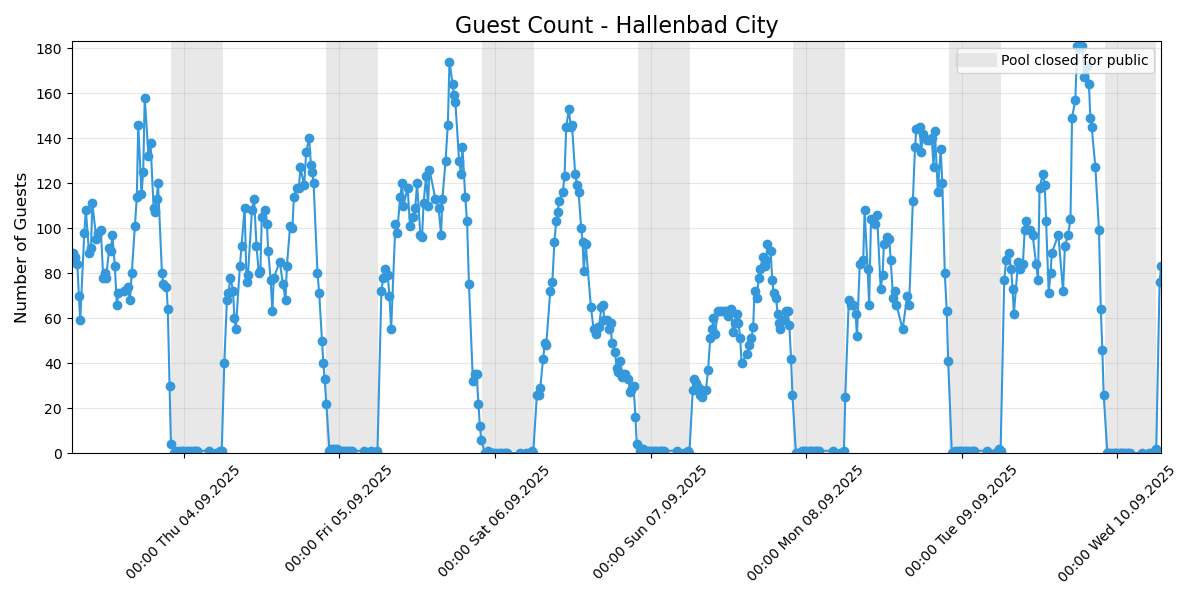 Guest Count - Hallenbad City
Number of Guests
180
160
140
120
100
80
60
40
20
0
Pool closed for public
00:00 Thu 04.09.2025
00:00 Fri 05.09.2025
00:00 Sat 06.09.2025
00:00 Sun 07.09.2025
00:00 Mon 08.09.2025
00:00 Tue 09.09.2025
00:00 Wed 10.09.2025